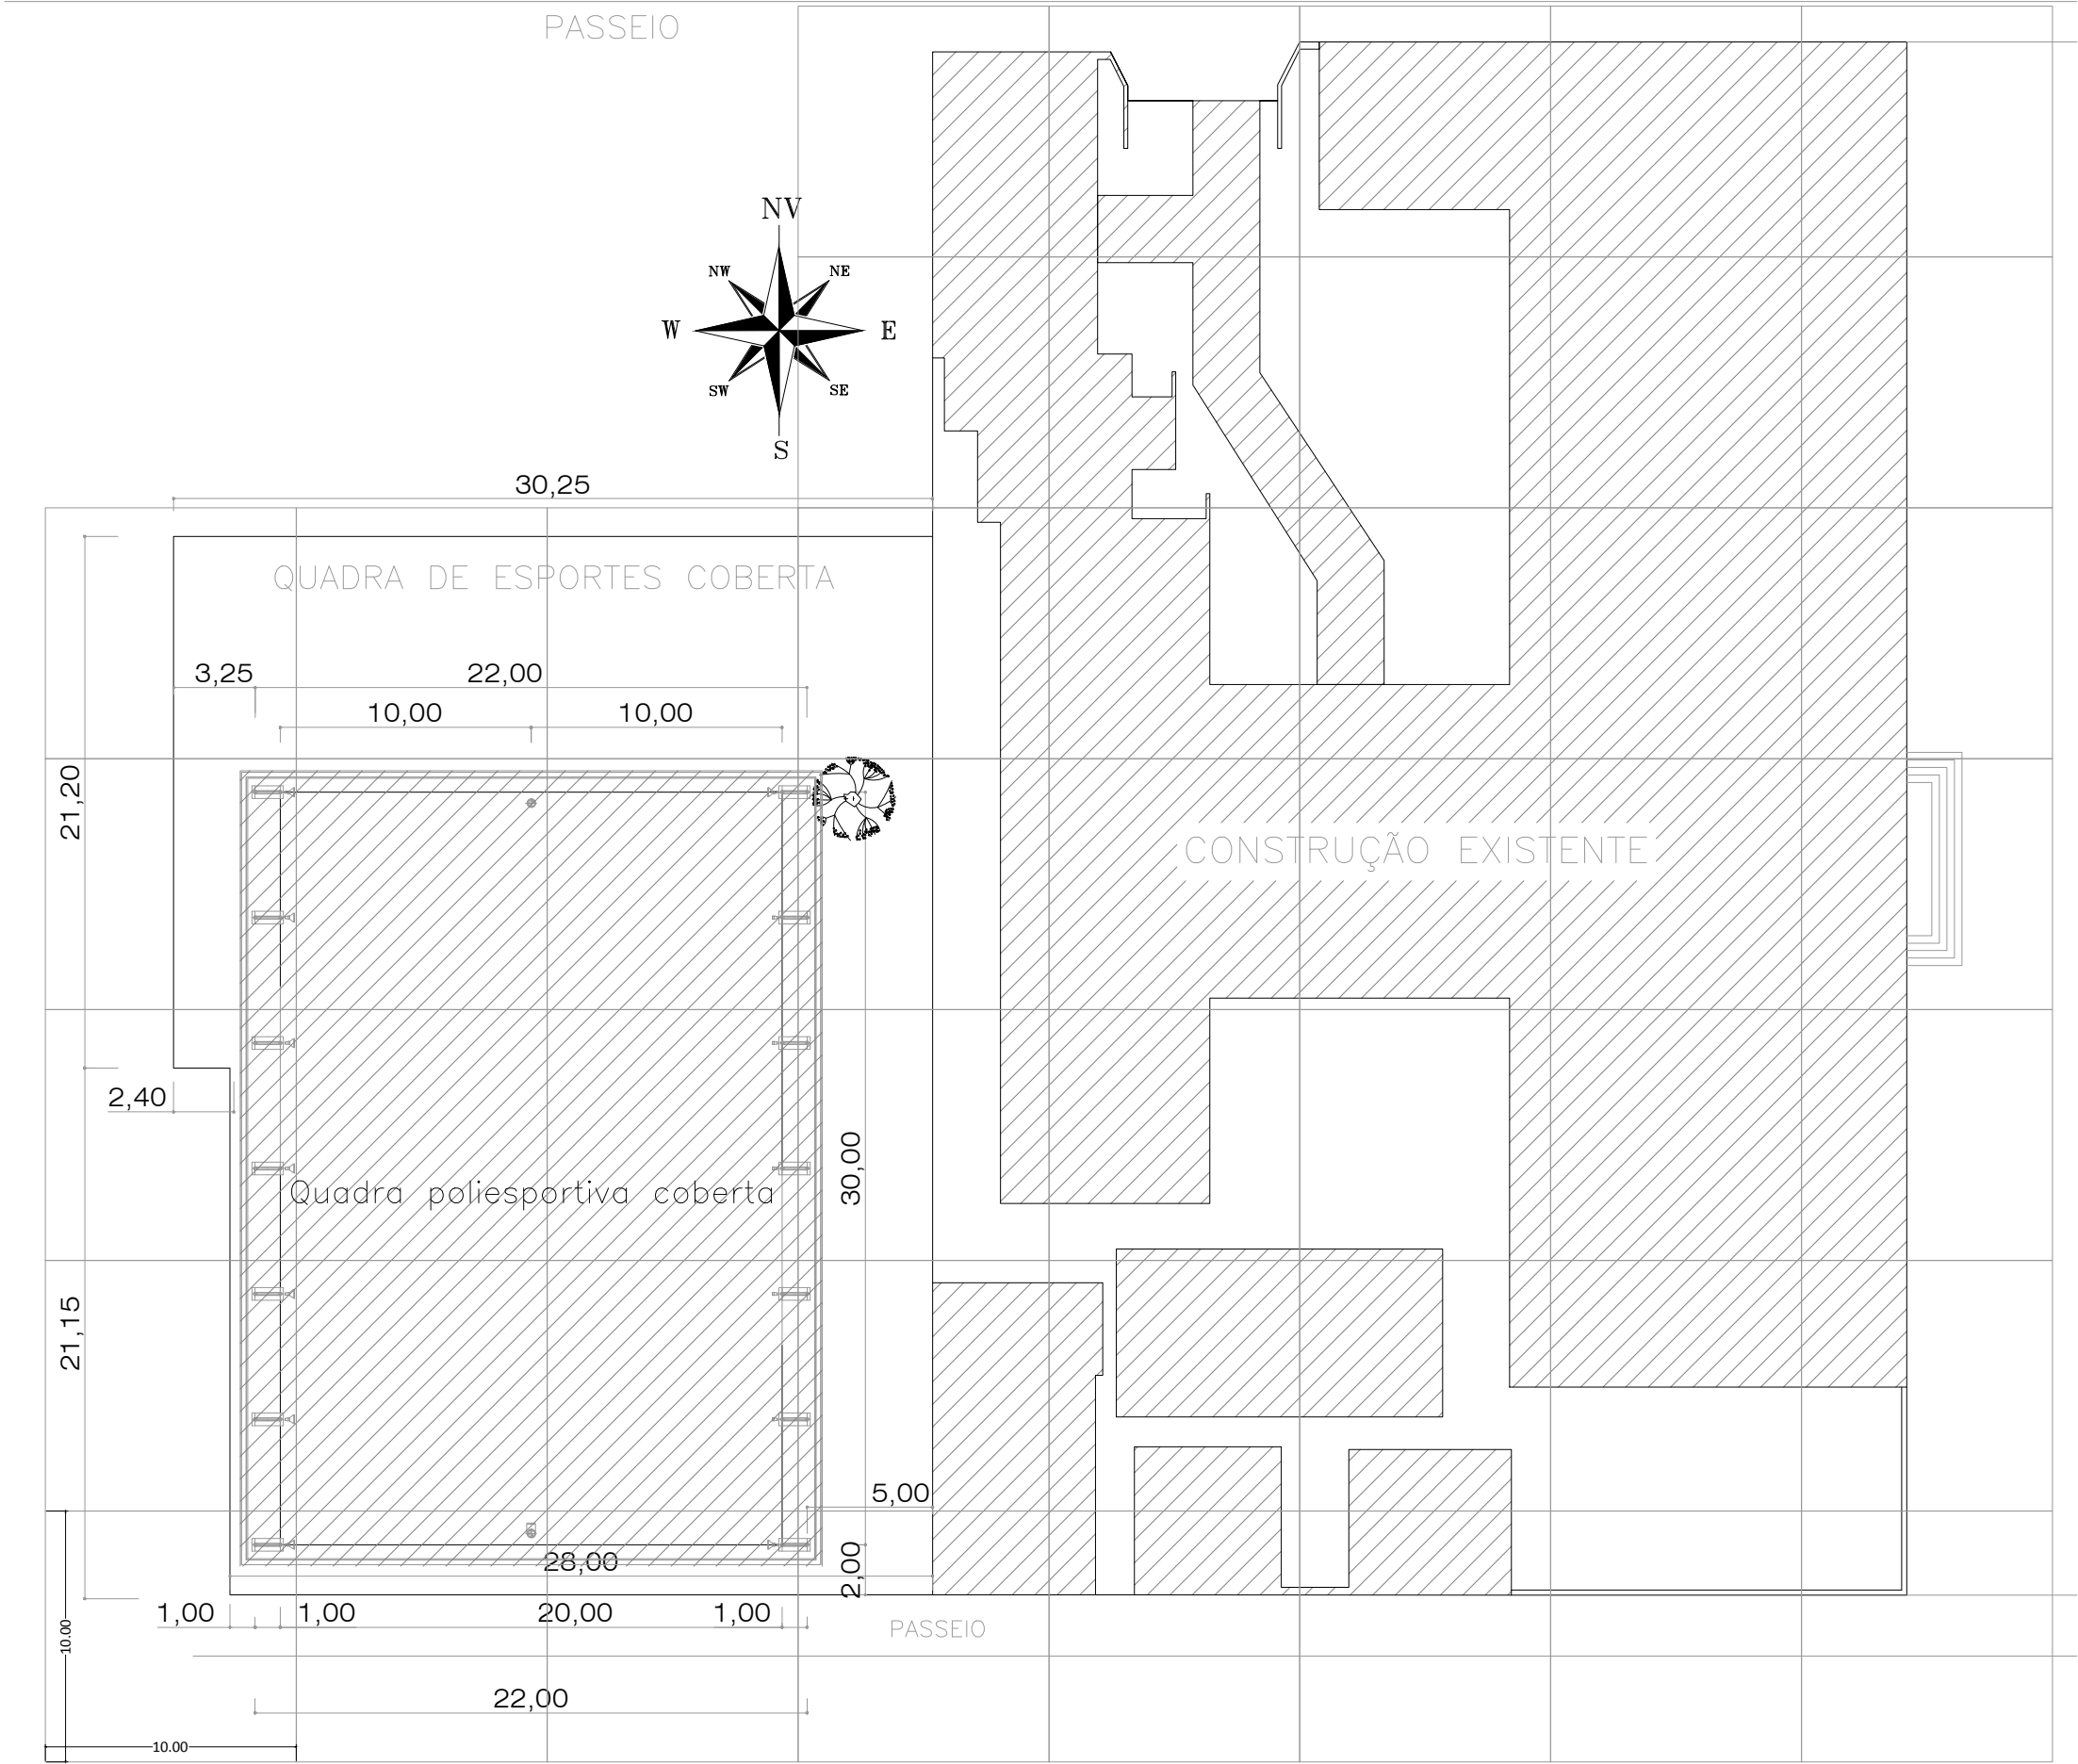 PASSEIO
NV
NW
NE
W
E
SW
SE
S
30,25
QUADRA DE ESPORTES COBERTA
3,25
22,00
10,00
10,00
21,20
CONSTRUÇÃO EXISTENTE
2,40
30,00
Quadra poliesportiva coberta
21,15
5,00
28,00
2,00
1,00
1,00
20,00
1,00
PASSEIO
10.00
22,00
10.00